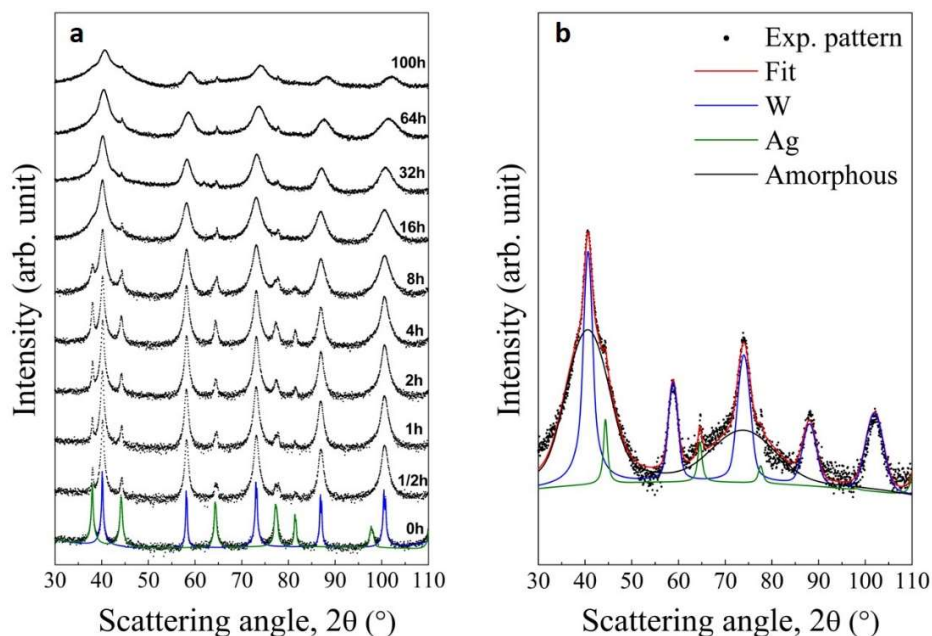 a
100h
64h
32h
16h
8h
4h
2h
1h
1/2h
0h
Intensity (arb. unit)
30 40 50 60 70 80 90 100 110
Scattering angle, 2θ (°)
b
Exp. pattern
Fit
W
Ag
Amorphous
Intensity (arb. unit)
30 40 50 60 70 80 90 100 110
Scattering angle, 2θ (°)